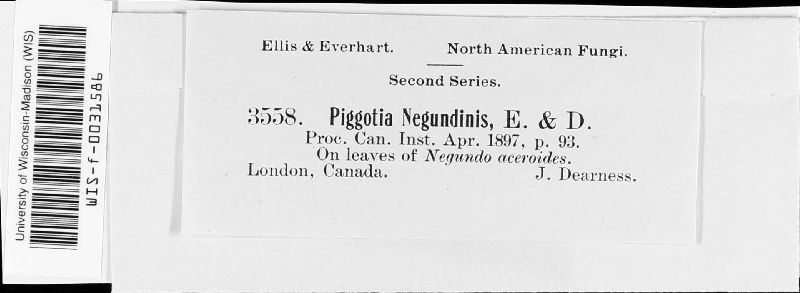 University of Wisconsin-Madison (WIS)
WIS-f-0031586
Ellis & Everhart. North American Fungi.
Second Series.
3558. Piggotia Negundinis, E. & D.
Proc. Can. Inst. Apr. 1897, p. 93.
On leaves of Negundo aceroides.
London, Canada. J. Dearness.